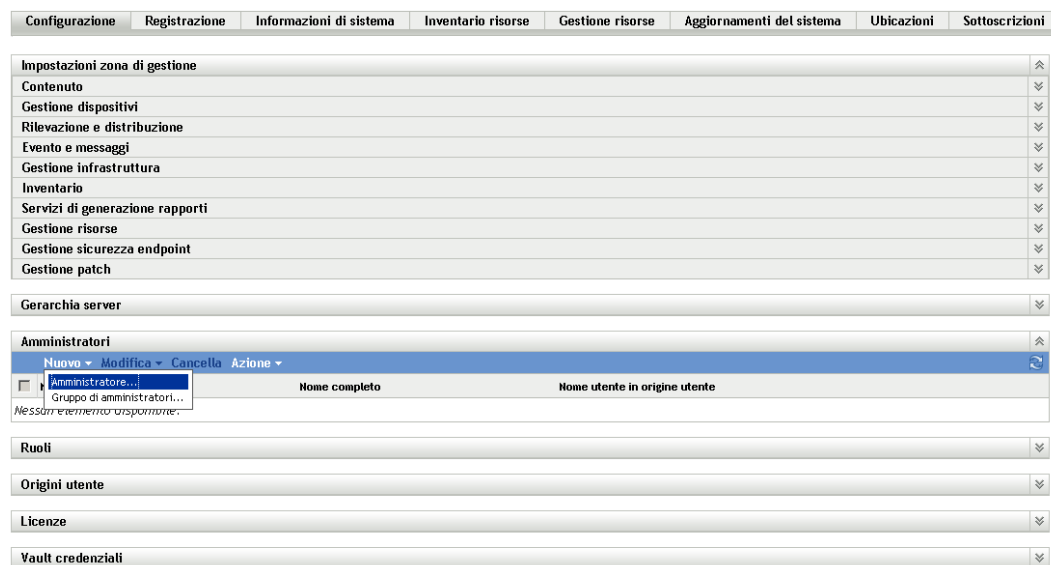 Configurazione Registrazione Informazioni di sistema Inventario risorse Gestione risorse Aggiornamenti del sistema Ubicazioni Sottoscrizioni
Impostazioni zona di gestione
Contenuto
Gestione dispositivi
Rilevazione e distribuzione
Evento e messaggi
Gestione infrastruttura
Inventario
Servizi di generazione rapporti
Gestione risorse
Gestione sicurezza endpoint
Gestione patch
Gerarchia server
Amministratori
Nuovo Modifica Cancella Azione
Amministratore...
Nome completo Nome utente in origine utente
Gruppo di amministratori...
Nessun elemento disponibile.
Ruoli
Origini utente
Licenze
Vault credenziali